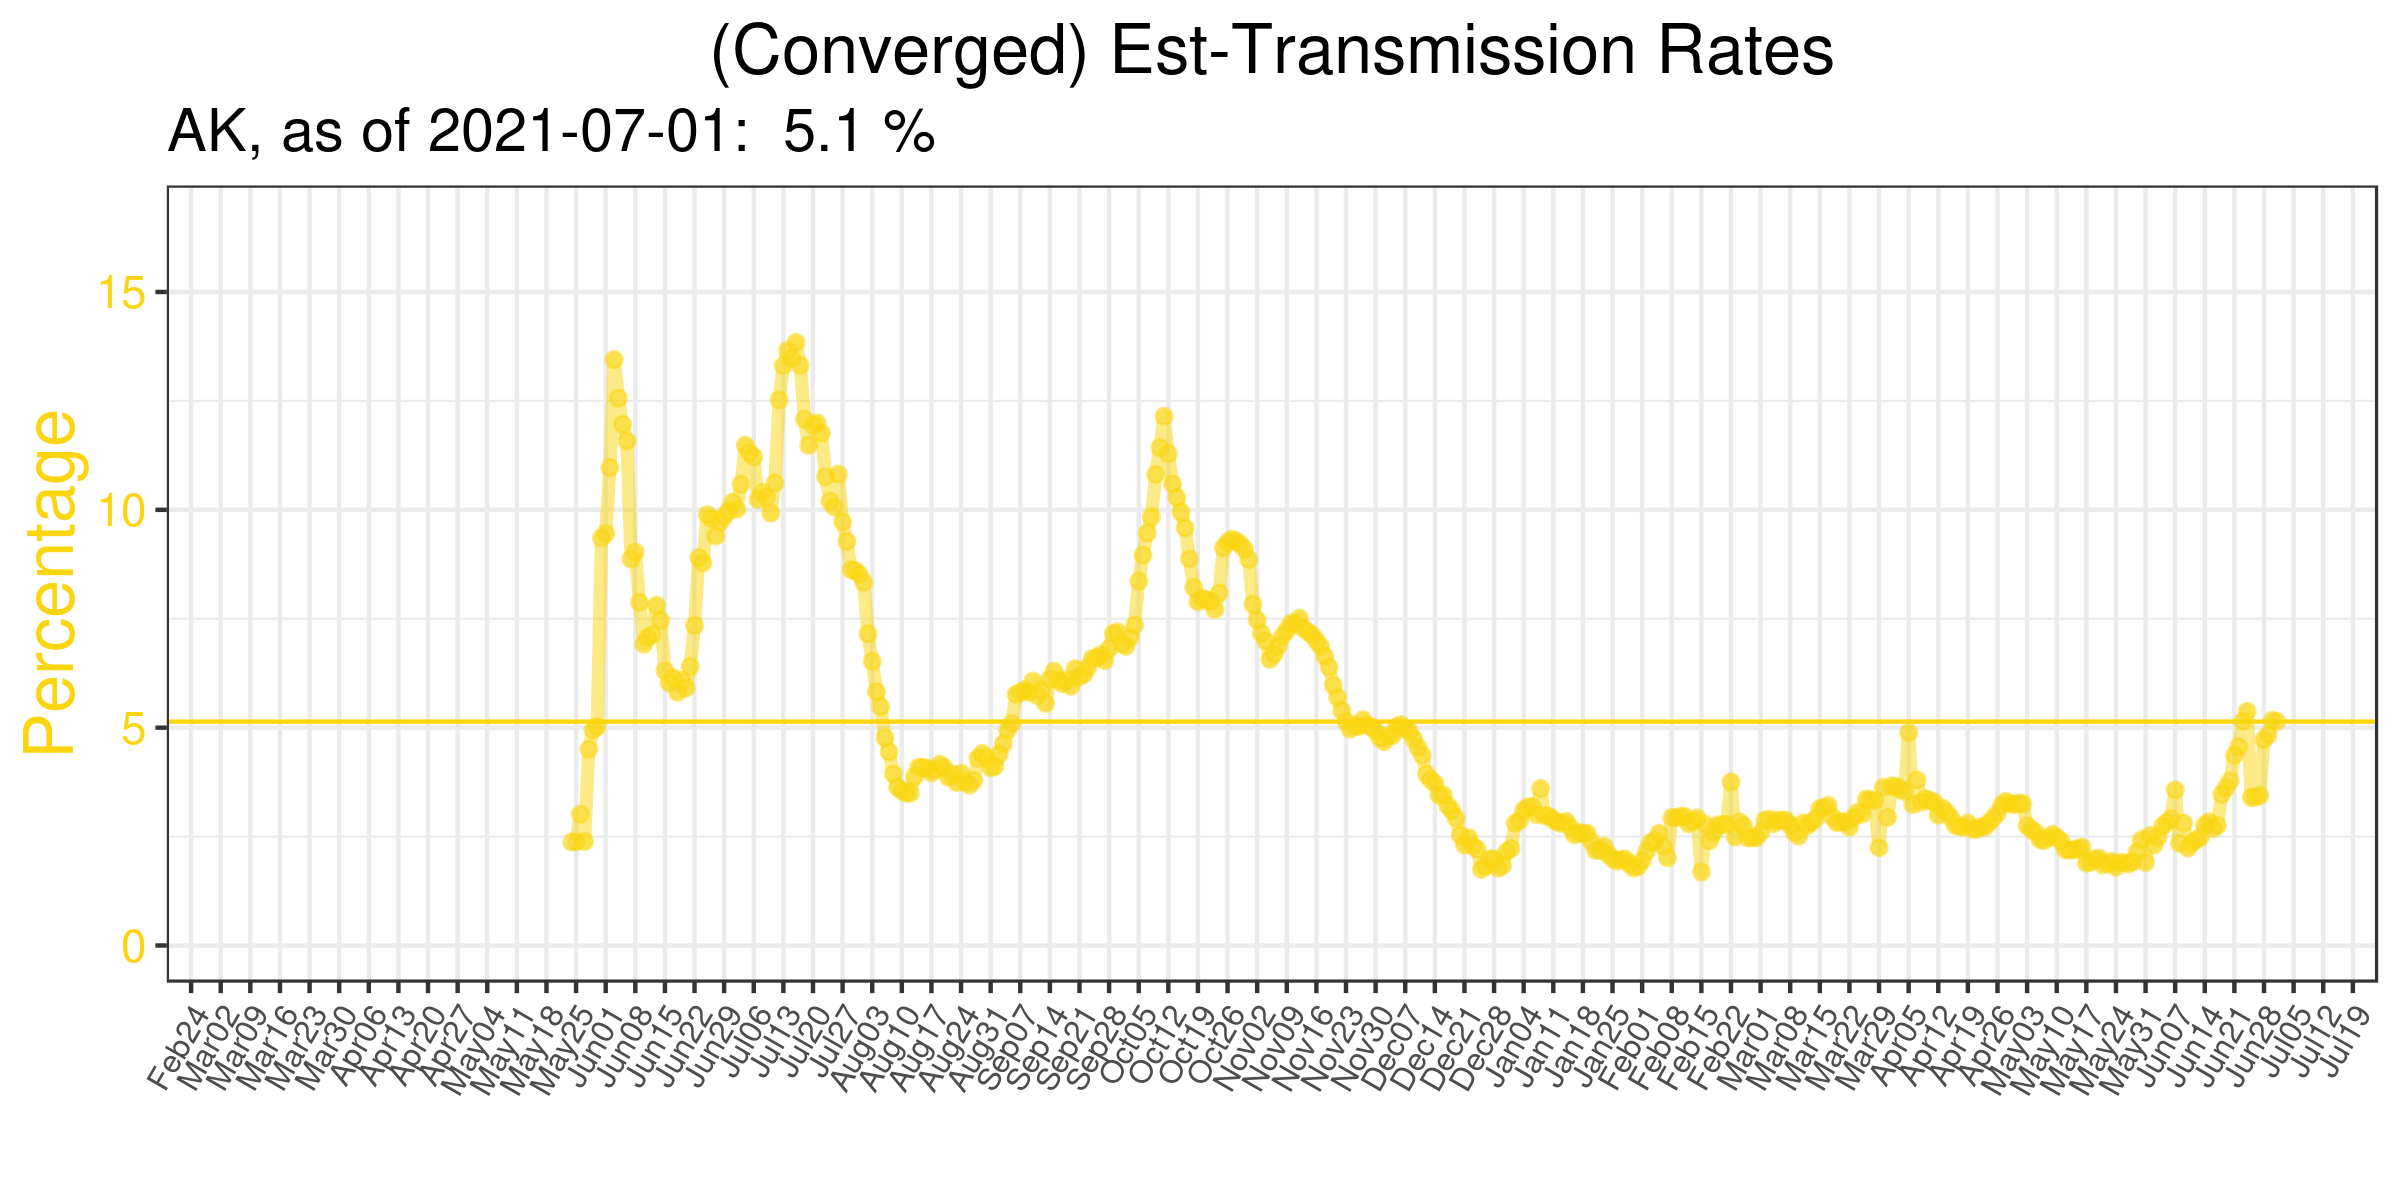 (Converged) Est-Transmission Rates
AK, as of 2021-07-01:  5.1 %
Percentage
15
10
5
0
Feb24 Mar02 Mar09 Mar16 Mar23 Mar30 Apr06 Apr13 Apr20 Apr27 May04 May11 May18 May25 Jun01 Jun08 Jun15 Jun22 Jun29 Jul06 Jul13 Jul20 Jul27 Aug03 Aug10 Aug17 Aug24 Aug31 Sep07 Sep14 Sep21 Sep28 Oct05 Oct12 Oct19 Oct26 Nov02 Nov09 Nov16 Nov23 Nov30 Dec07 Dec14 Dec21 Dec28 Jan04 Jan11 Jan18 Jan25 Feb01 Feb08 Feb15 Feb22 Mar01 Mar08 Mar15 Mar22 Mar29 Apr05 Apr12 Apr19 Apr26 May03 May10 May17 May24 May31 Jun07 Jun14 Jun21 Jun28 Jul05 Jul12 Jul19